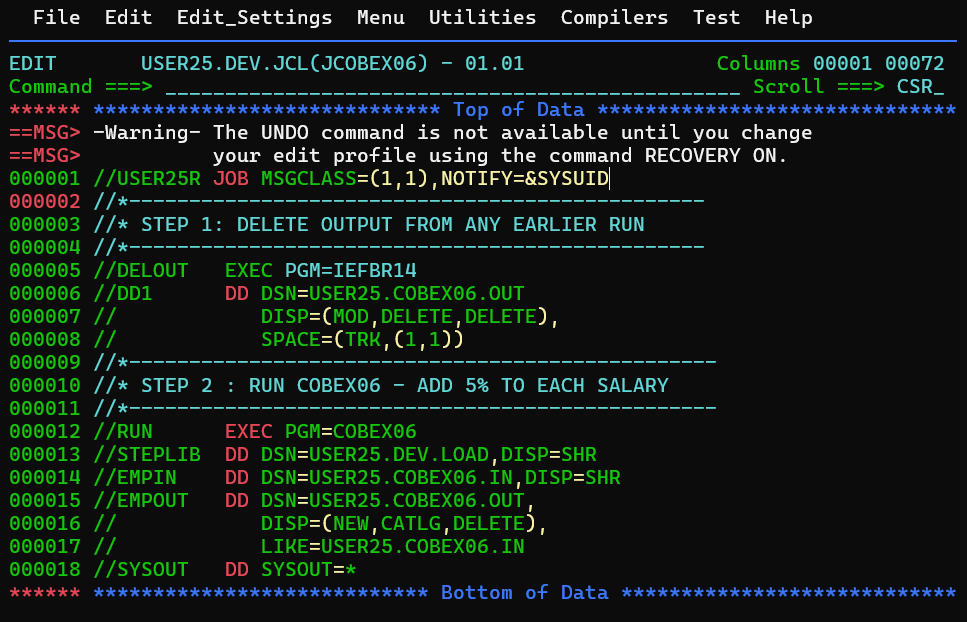 File  Edit  Edit_Settings  Menu  Utilities  Compilers  Test  Help
EDIT       USER25.DEV.JCL(JCOBEX06) - 01.01                Columns 00001 00072
Command ===> ________________________________________________ Scroll ===> CSR_
****** ***************************** Top of Data ******************************
==MSG> -Warning- The UNDO command is not available until you change
==MSG>           your edit profile using the command RECOVERY ON.
000001 //USER25R JOB MSGCLASS=(1,1),NOTIFY=&SYSUID
000002 //*------------------------------------------------
000003 //* STEP 1: DELETE OUTPUT FROM ANY EARLIER RUN
000004 //*------------------------------------------------
000005 //DELOUT   EXEC PGM=IEFBR14
000006 //DD1      DD DSN=USER25.COBEX06.OUT
000007 //            DISP=(MOD,DELETE,DELETE),
000008 //            SPACE=(TRK,(1,1))
000009 //*-------------------------------------------------
000010 //* STEP 2 : RUN COBEX06 - ADD 5% TO EACH SALARY
000011 //*-------------------------------------------------
000012 //RUN      EXEC PGM=COBEX06
000013 //STEPLIB  DD DSN=USER25.DEV.LOAD,DISP=SHR
000014 //EMPIN    DD DSN=USER25.COBEX06.IN,DISP=SHR
000015 //EMPOUT   DD DSN=USER25.COBEX06.OUT,
000016 //            DISP=(NEW,CATLG,DELETE),
000017 //            LIKE=USER25.COBEX06.IN
000018 //SYSOUT   DD SYSOUT=*
****** **************************** Bottom of Data ****************************